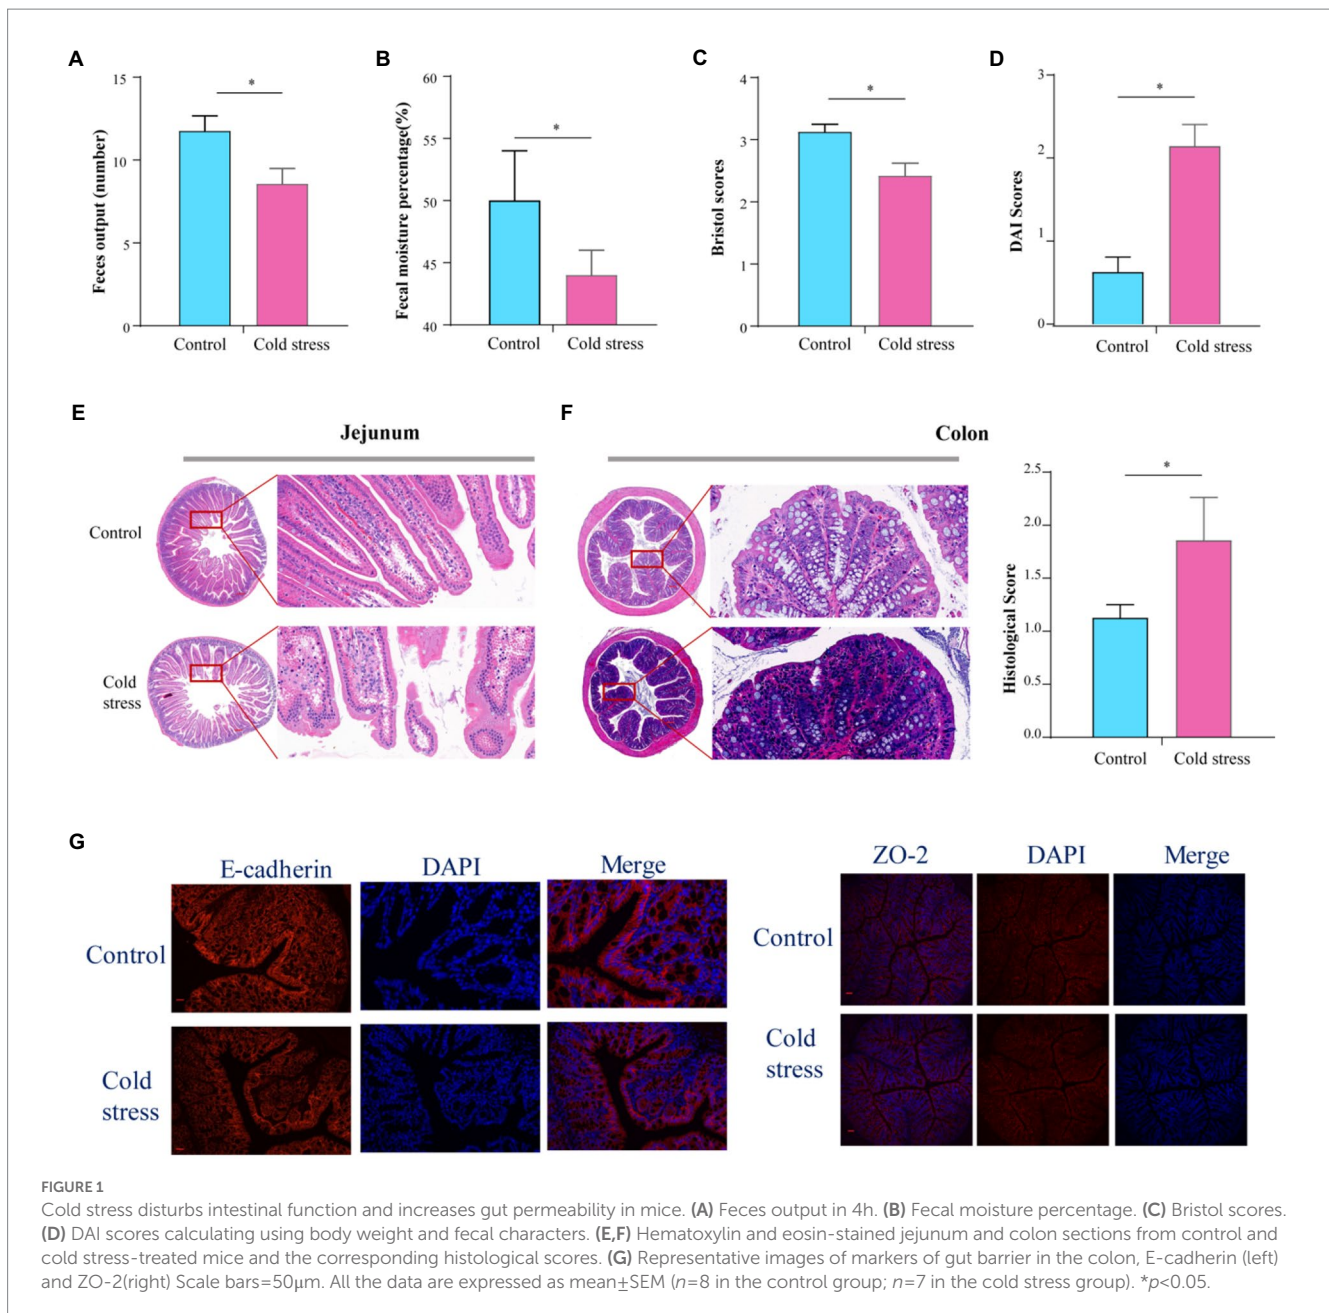 A
B
C
D
Feces output (number)
15
10
5
0
*
Control
Cold stress
Fecal moisture percentage(%)
60
55
50
45
40
*
Control
Cold stress
Bristol scores
4
3
2
1
0
*
Control
Cold stress
DAI Scores
3
2
1
0
*
Control
Cold stress
E
F
Jejunum
Colon
Control
Cold
stress
Histological Score
2.5
2.0
1.5
1.0
0.5
0.0
*
Control
Cold stress
G
E-cadherin
DAPI
Merge
ZO-2
DAPI
Merge
Control
Cold
stress
Control
Cold
stress
FIGURE 1
Cold stress disturbs intestinal function and increases gut permeability in mice. (A) Feces output in 4h. (B) Fecal moisture percentage. (C) Bristol scores.
(D) DAI scores calculating using body weight and fecal characters. (E,F) Hematoxylin and eosin-stained jejunum and colon sections from control and
cold stress-treated mice and the corresponding histological scores. (G) Representative images of markers of gut barrier in the colon, E-cadherin (left)
and ZO-2(right) Scale bars=50μm. All the data are expressed as mean±SEM (n=8 in the control group; n=7 in the cold stress group). *p<0.05.